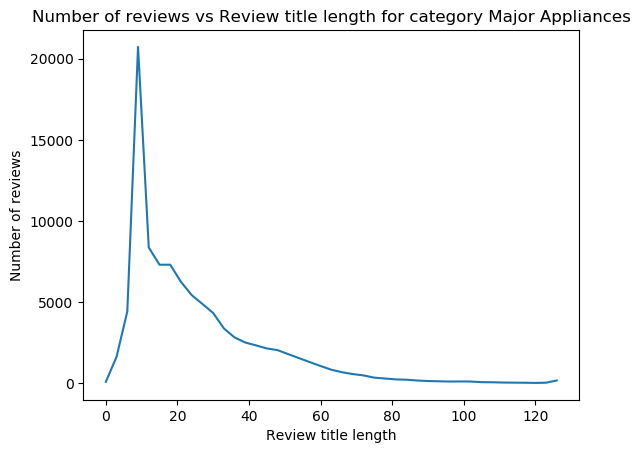 Number of reviews vs Review title length for category Major Appliances
20000
15000
10000
5000
0
Number of reviews
0 20 40 60 80 100 120
Review title length